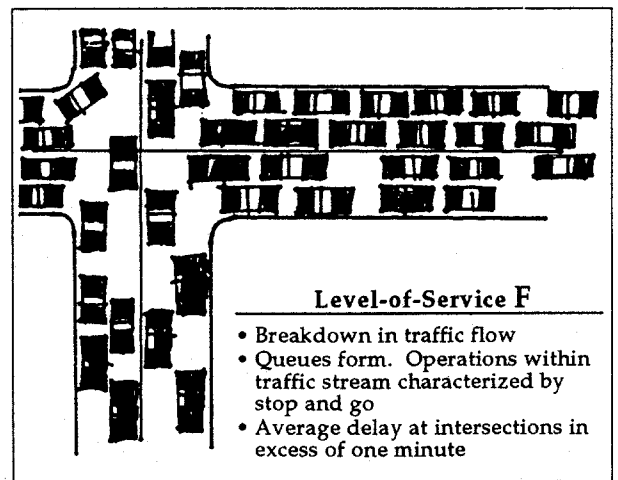 Level-of-Service F
• Breakdown in traffic flow
• Queues form. Operations within
traffic stream characterized by
stop and go
• Average delay at intersections in
excess of one minute